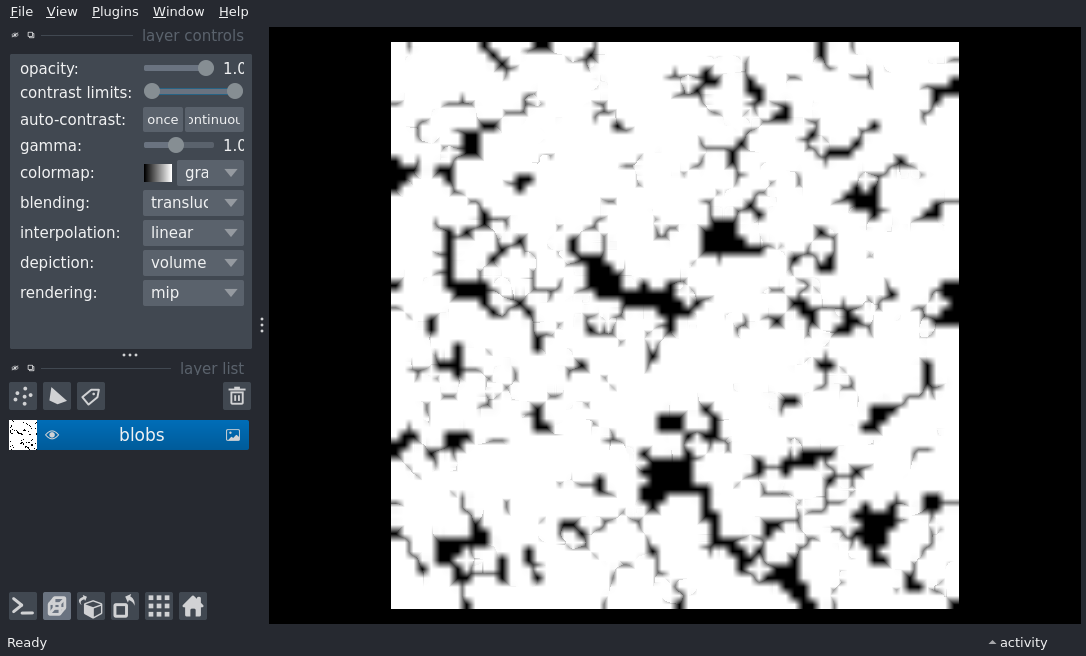 File View Plugins Window Help
layer controls
opacity: 1.0
contrast limits:
auto-contrast: once ontinuou
gamma: 1.0
colormap: gra
blending: transluc
interpolation: linear
depiction: volume
rendering: mip
layer list
blobs
Ready activity